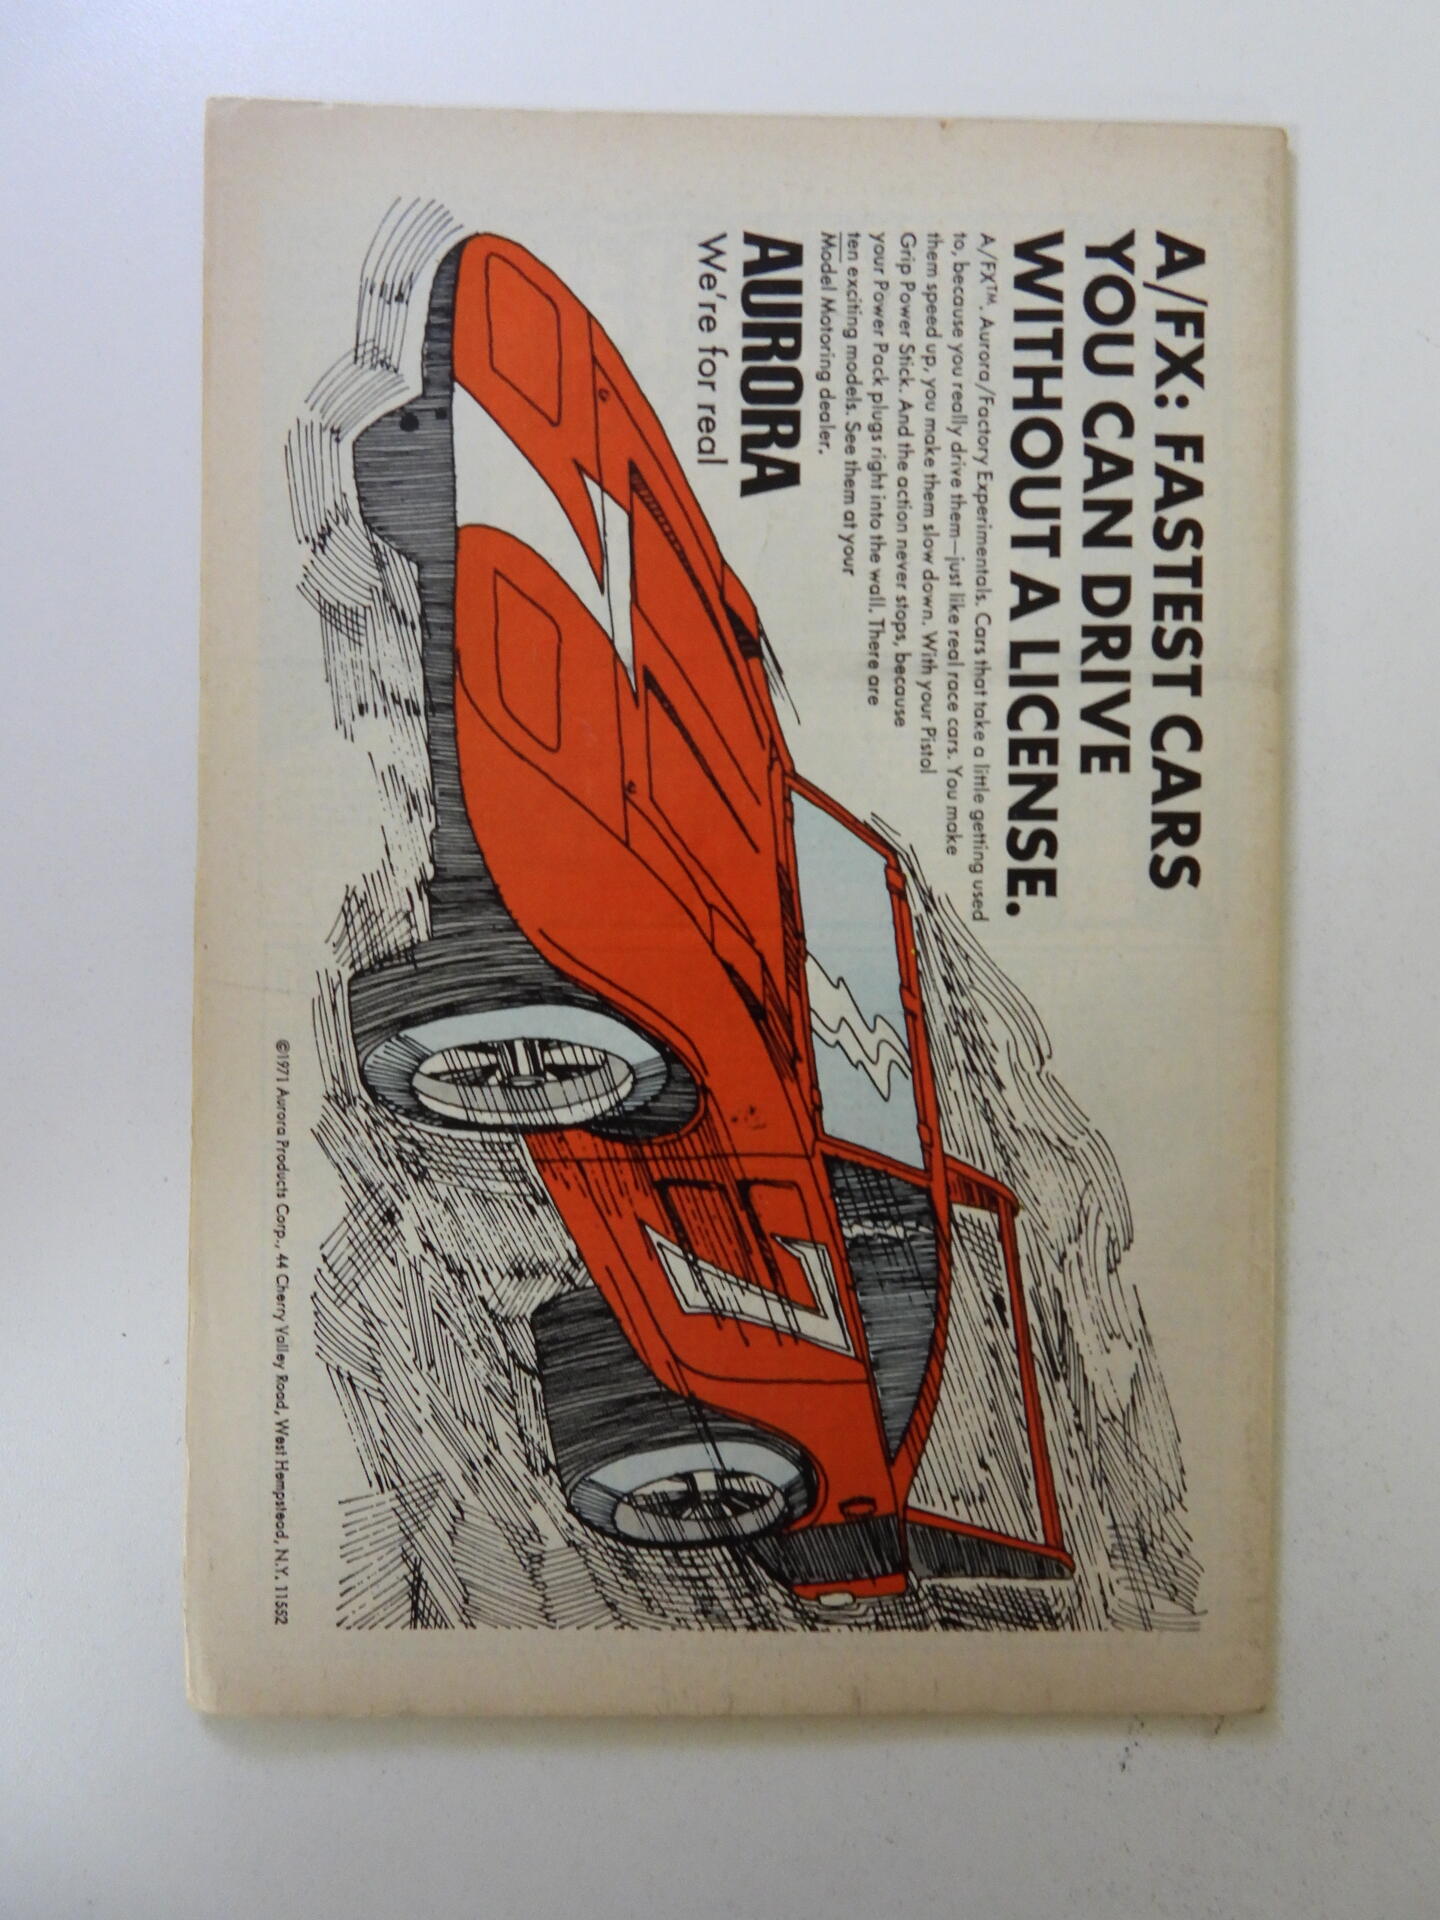 A/FX: FASTEST CARS
YOU CAN DRIVE
WITHOUT A LICENSE.
A/FX™. Aurora/Factory Experimentals. Cars that take a little getting used
to, because you really drive them—just like real race cars. You make
them speed up, you make them slow down. With your Pistol
Grip Power Stick. And the action never stops, because
your Power Pack plugs right into the wall. There are
ten exciting models. See them at your
Model Motoring dealer.
AURORA
We're for real
7
7
©1971 Aurora Products Corp., 44 Cherry Valley Road, West Hempstead, N.Y. 11552